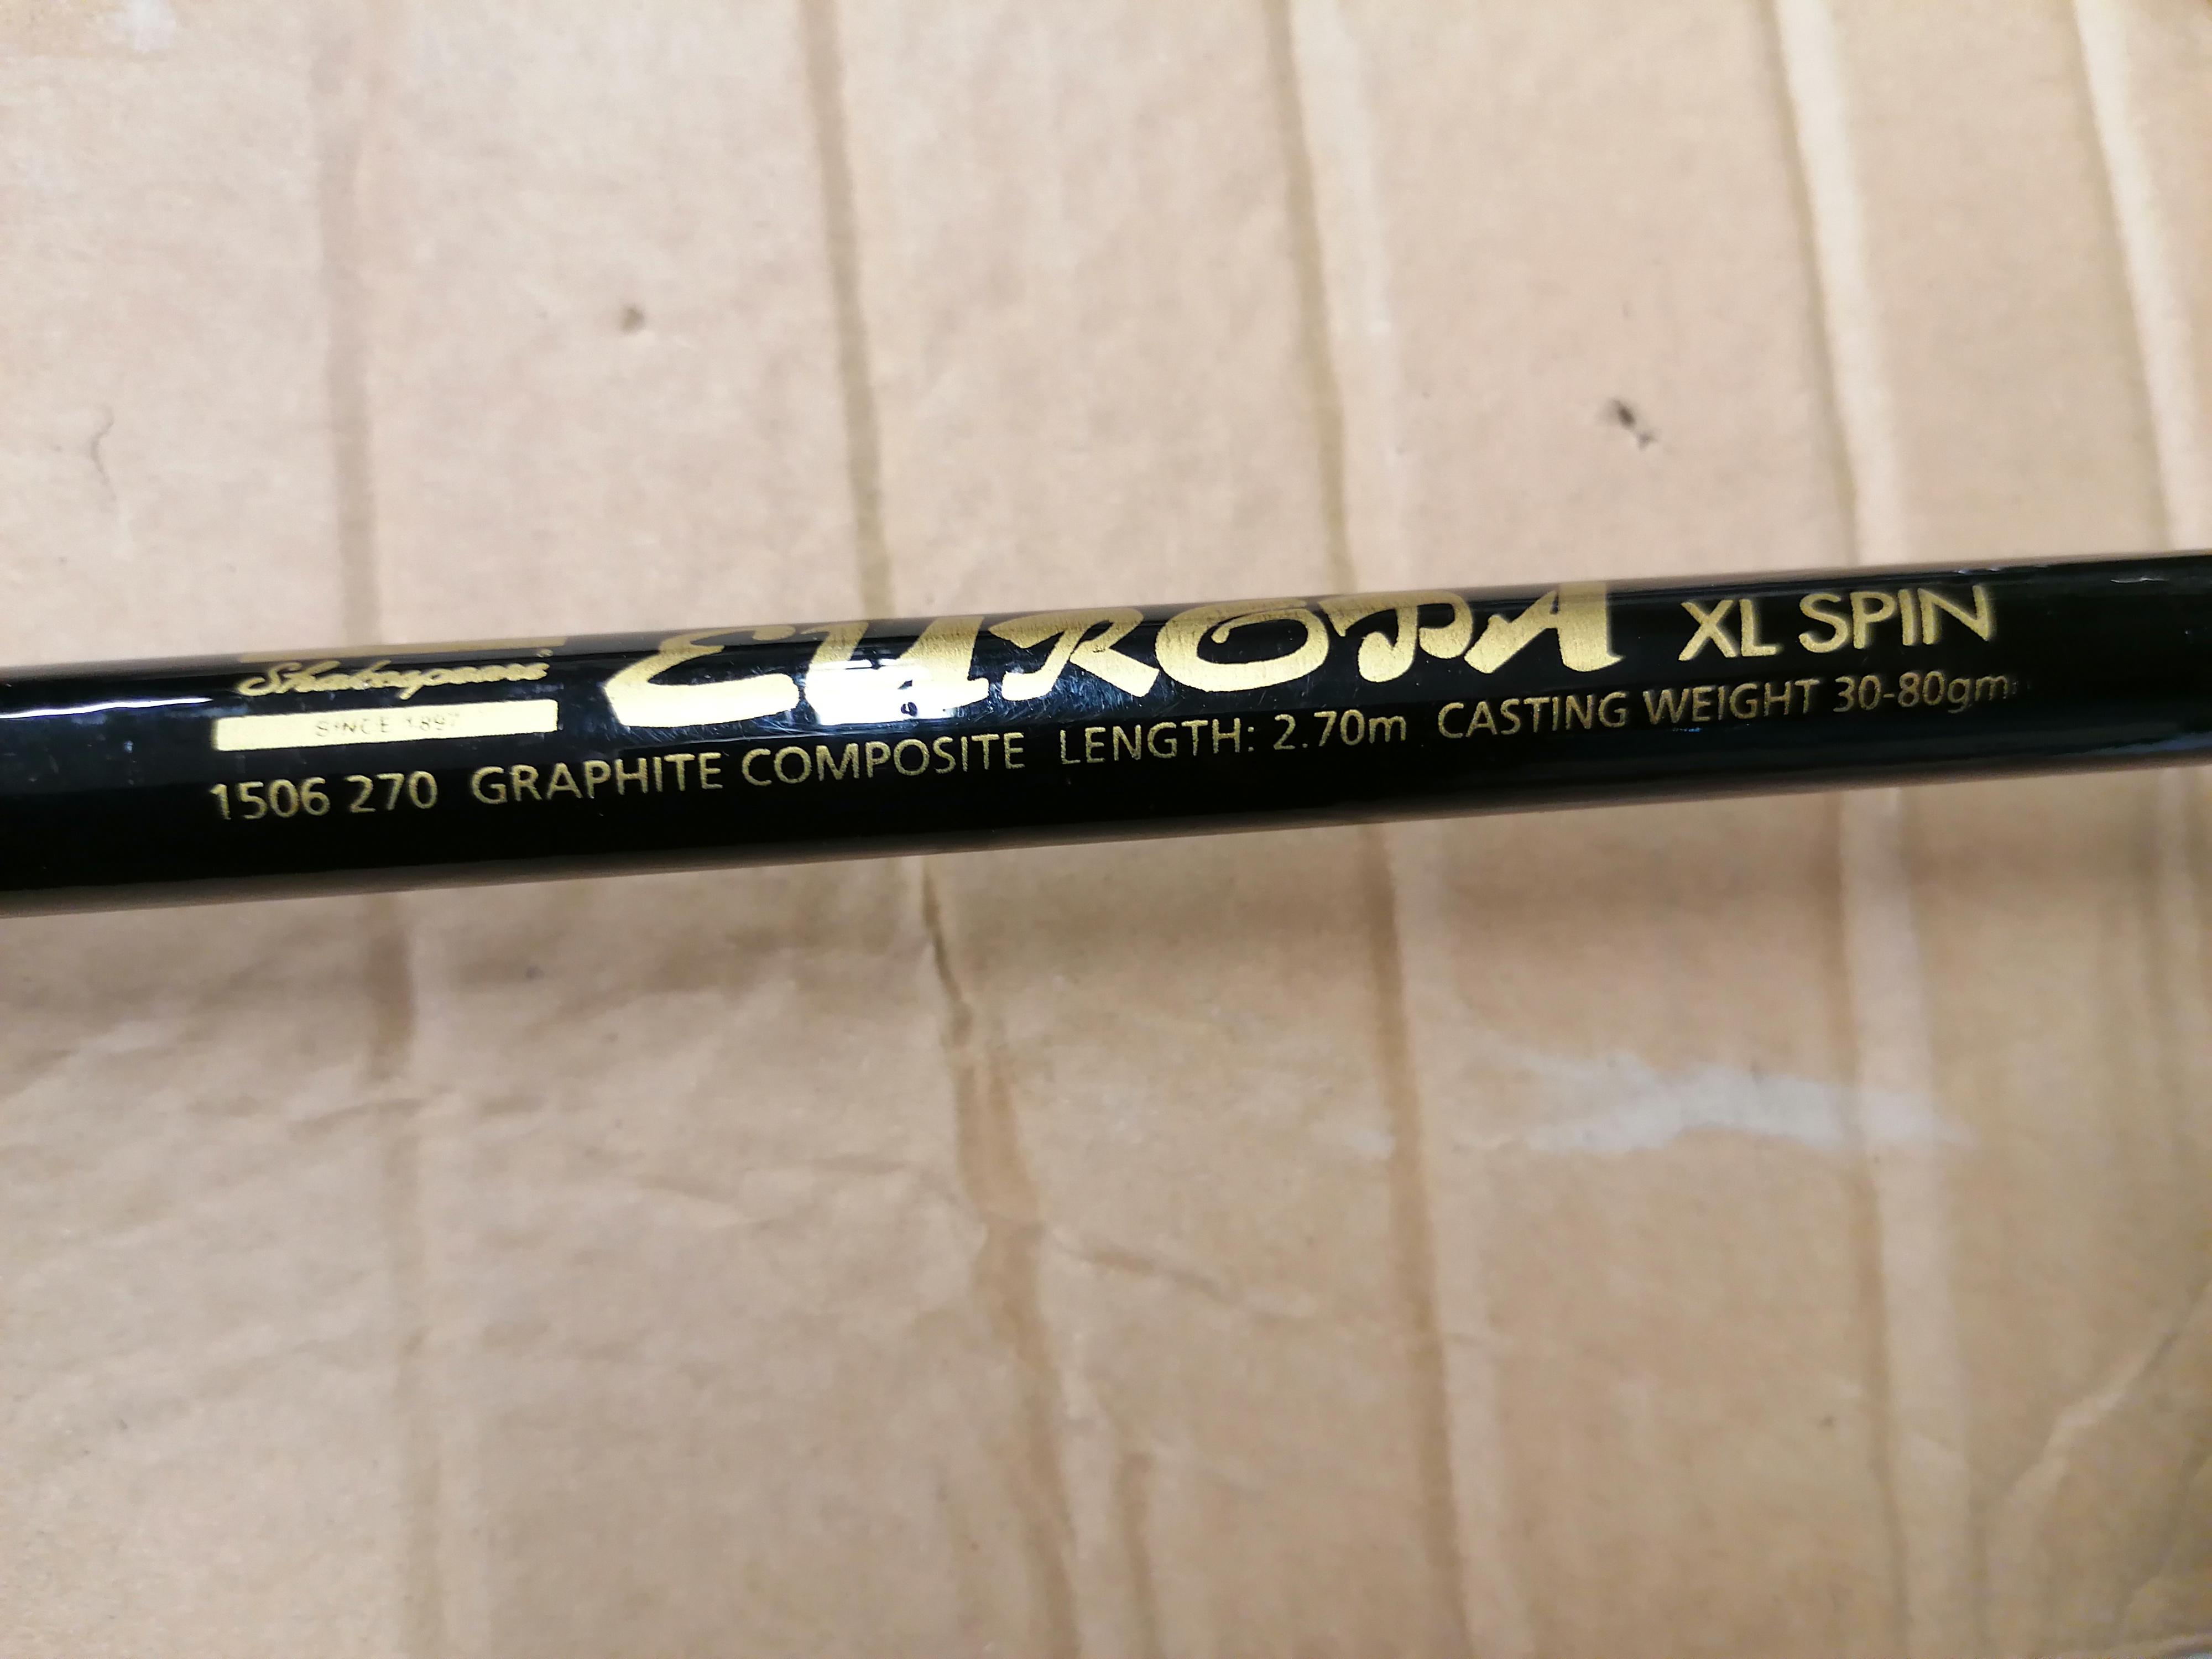 Shakespeare®
EUROPA XL SPIN
SINCE 1897
1506 270 GRAPHITE COMPOSITE LENGTH: 2.70m CASTING WEIGHT 30-80gm